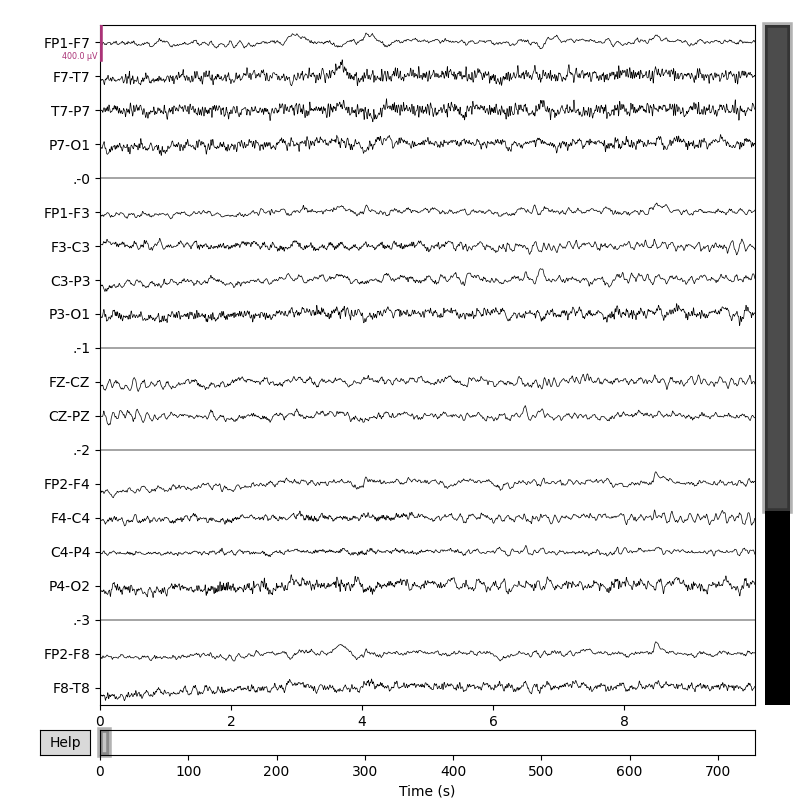 FP1-F7
400.0 µV
F7-T7
T7-P7
P7-O1
.-0
FP1-F3
F3-C3
C3-P3
P3-O1
.-1
FZ-CZ
CZ-PZ
.-2
FP2-F4
F4-C4
C4-P4
P4-O2
.-3
FP2-F8
F8-T8
0 2 4 6 8
Help
0 100 200 300 400 500 600 700
Time (s)